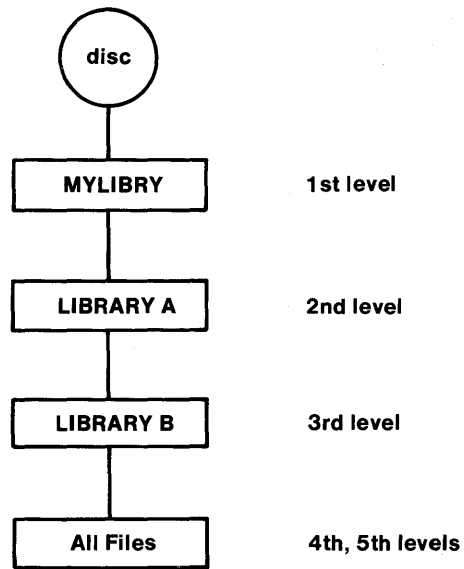 disc
MYLIBRY 1st level
LIBRARY A 2nd level
LIBRARY B 3rd level
All Files 4th, 5th levels